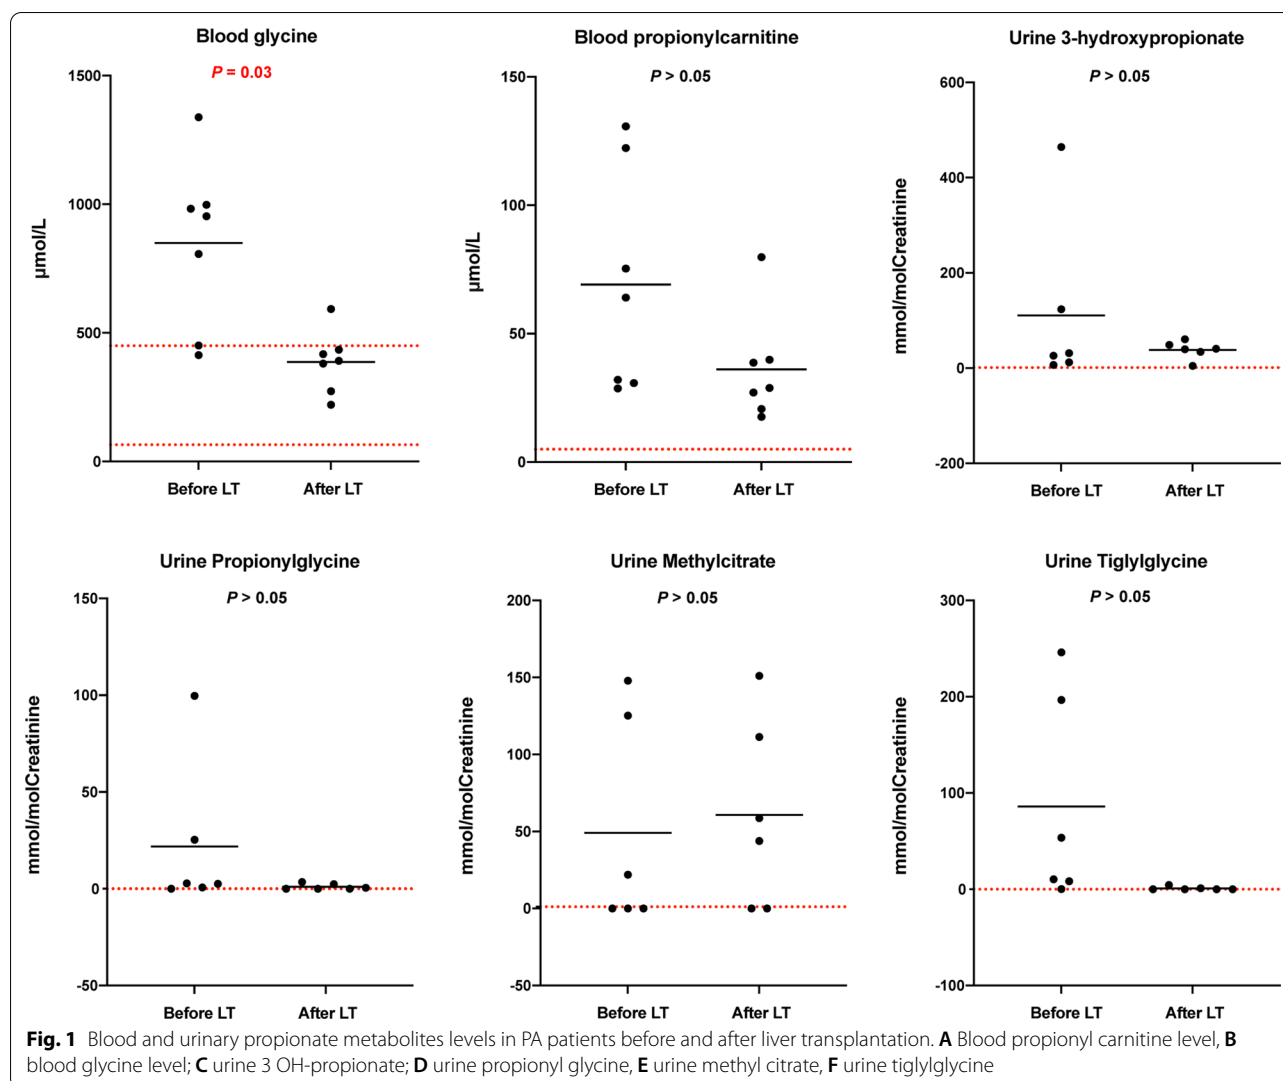 Blood glycine
P = 0.03
1500
1000
500
0
µmol/L
Before LT
After LT
Blood propionylcarnitine
P > 0.05
150
100
50
0
µmol/L
Before LT
After LT
Urine 3-hydroxypropionate
P > 0.05
600
400
200
0
-200
mmol/molCreatinine
Before LT
After LT
Urine Propionylglycine
P > 0.05
150
100
50
0
-50
mmol/molCreatinine
Before LT
After LT
Urine Methylcitrate
P > 0.05
200
150
100
50
0
-50
mmol/molCreatinine
Before LT
After LT
Urine Tiglylglycine
P > 0.05
300
200
100
0
-100
mmol/molCreatinine
Before LT
After LT
Fig. 1 Blood and urinary propionate metabolites levels in PA patients before and after liver transplantation. A Blood propionyl carnitine level, B
blood glycine level; C urine 3 OH-propionate; D urine propionyl glycine, E urine methyl citrate, F urine tiglylglycine